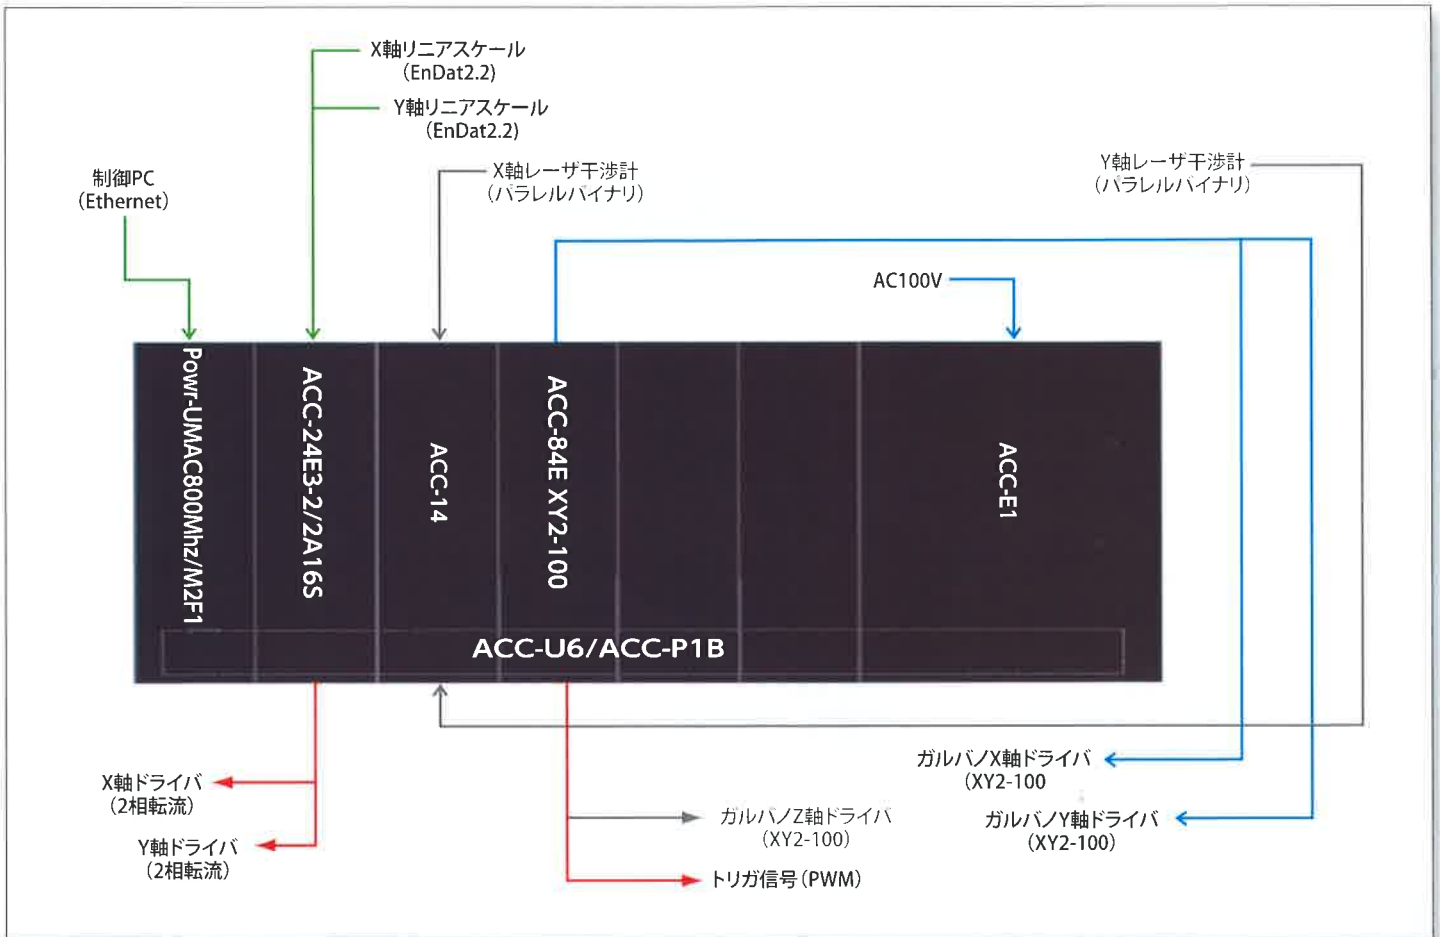 X軸リニアスケール
(EnDat2.2)
Y軸リニアスケール
(EnDat2.2)
制御PC
(Ethernet)
X軸レーザ干渉計
(パラレルバイナリ)
Y軸レーザ干渉計
(パラレルバイナリ)
AC100V
Powr-UMAC800Mhz/M2F1
ACC-24E3-2/2A16S
ACC-14
ACC-84E XY2-100
ACC-E1
ACC-U6/ACC-P1B
X軸ドライバ
(2相転流)
Y軸ドライバ
(2相転流)
ガルバノZ軸ドライバ
(XY2-100)
トリガ信号(PWM)
ガルバノX軸ドライバ
(XY2-100
ガルバノY軸ドライバ
(XY2-100)